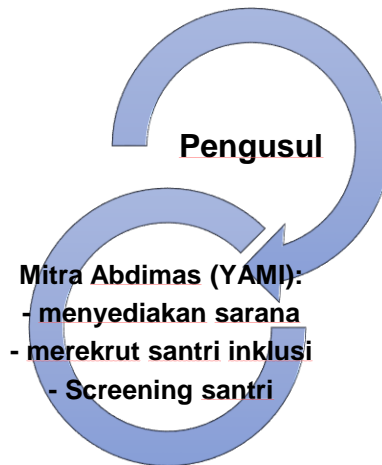 Pengusul
Mitra Abdimas (YAMI):
- menyediakan sarana
- merekrut santri inklusi
- Screening santri